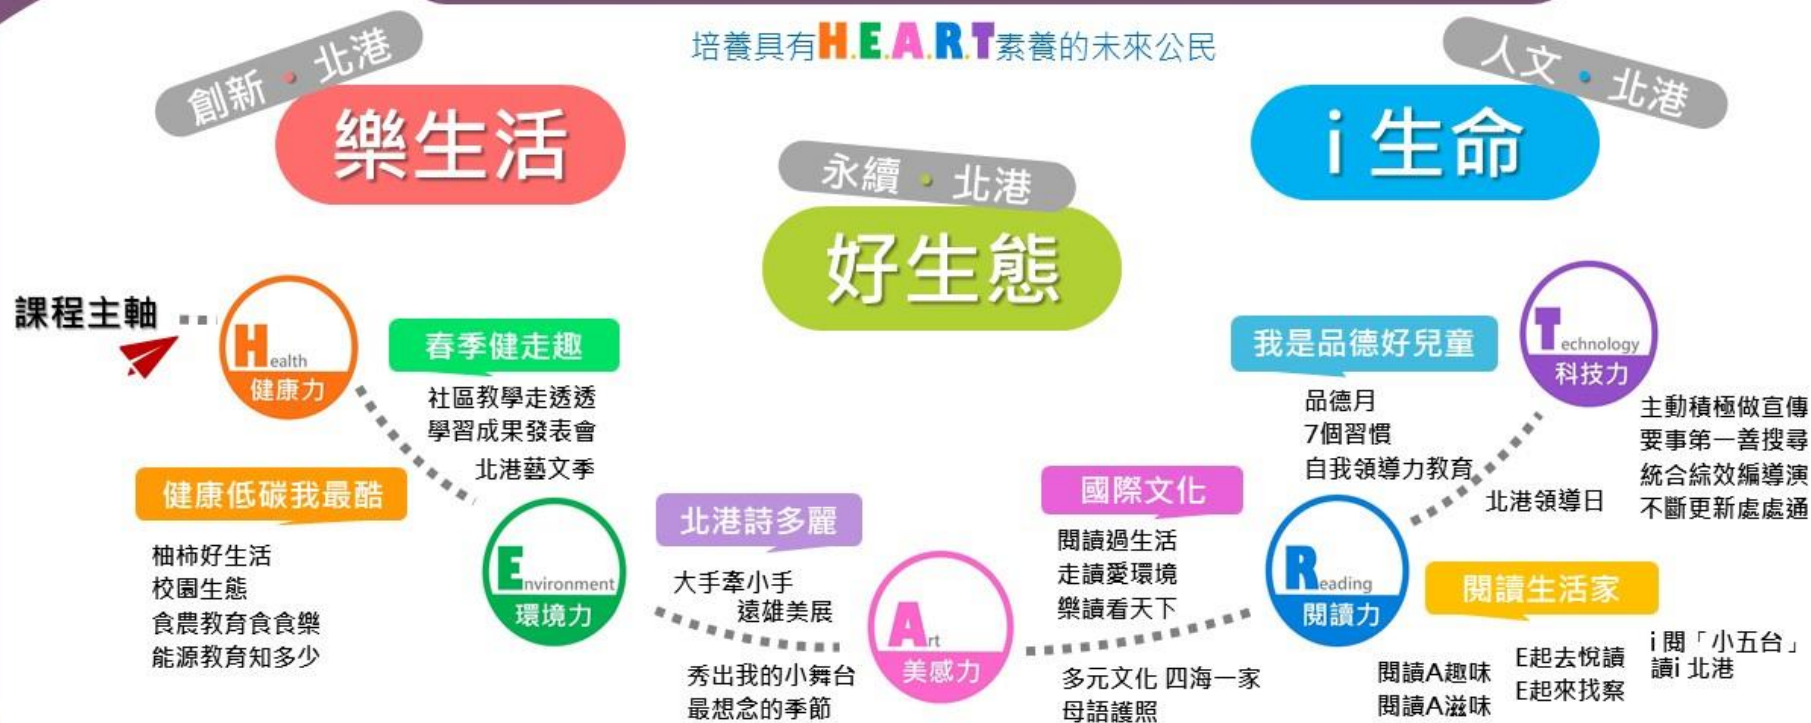 培養具有H.E.A.R.T素養的未來公民
創新•北港
樂生活
永續•北港
好生態
人文•北港
i 生命
課程主軸
Health
健康力
春季健走趣
社區教學走透透
學習成果發表會
北港藝文季
健康低碳我最酷
柚柿好生活
校園生態
食農教育食食樂
能源教育知多少
Environment
環境力
北港詩多麗
大手牽小手
遠雄美展
秀出我的小舞台
最想念的季節
Art
美感力
國際文化
閱讀過生活
走讀愛環境
樂讀看天下
多元文化 四海一家
母語護照
Reading
閱讀力
我是品德好兒童
品德月
7個習慣
自我領導力教育
北港領導日
閱讀生活家
閱讀A趣味
閱讀A滋味
E起去悅讀
E起來找察
i 閱「小五台」
讀i 北港
Technology
科技力
主動積極做宣傳
要事第一善搜尋
統合綜效編導演
不斷更新處處通